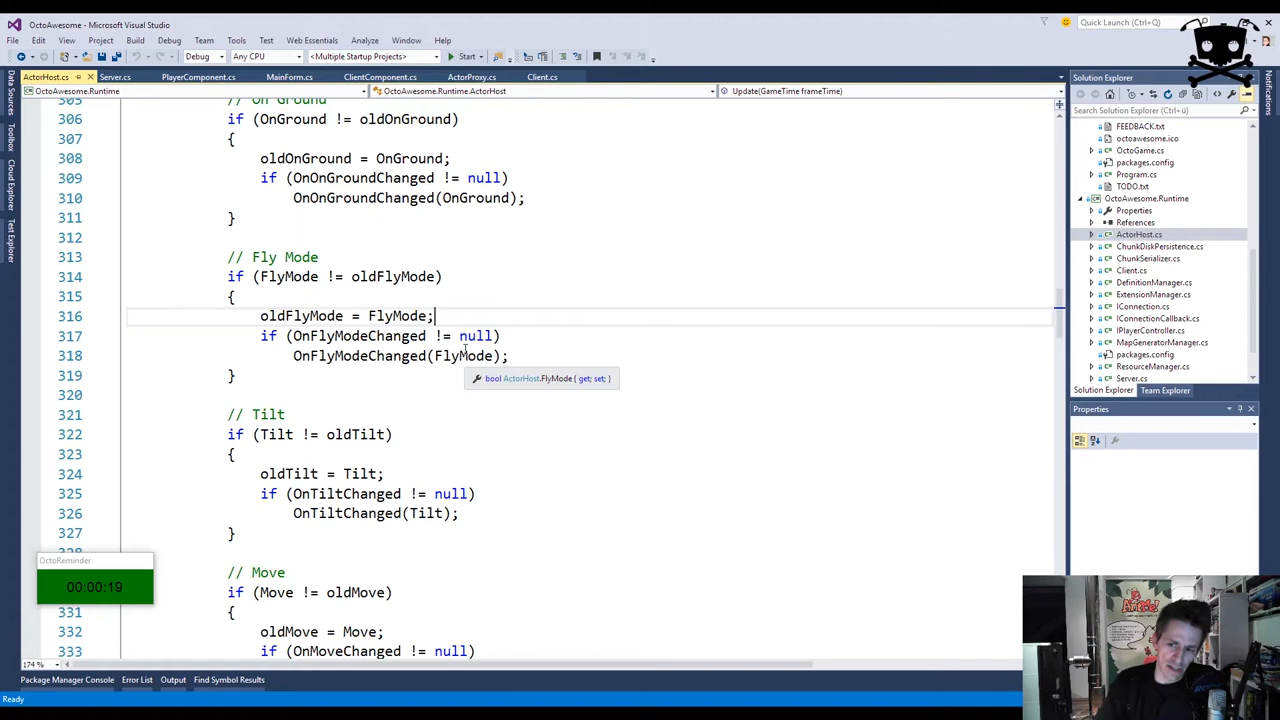 OctoAwesome - Microsoft Visual Studio
Quick Launch (Ctrl+Q)
File Edit View Project Build Debug Team Tools Test Web Essentials Analyze Window Help
Debug Any CPU <Multiple Startup Projects> Start
ActorHost.cs Server.cs PlayerComponent.cs MainForm.cs ClientComponent.cs ActorProxy.cs Client.cs
OctoAwesome.Runtime OctoAwesome.Runtime.ActorHost Update(GameTime frameTime)
Data Sources
Toolbox
Cloud Explorer
Test Explorer
305 // On Ground
306 if (OnGround != oldOnGround)
307 {
308 oldOnGround = OnGround;
309 if (OnOnGroundChanged != null)
310 OnOnGroundChanged(OnGround);
311 }
312
313 // Fly Mode
314 if (FlyMode != oldFlyMode)
315 {
316 oldFlyMode = FlyMode;
317 if (OnFlyModeChanged != null)
318 OnFlyModeChanged(FlyMode);
319 }
bool ActorHost.FlyMode { get; set; }
320
321 // Tilt
322 if (Tilt != oldTilt)
323 {
324 oldTilt = Tilt;
325 if (OnTiltChanged != null)
326 OnTiltChanged(Tilt);
327 }
// Move
if (Move != oldMove)
331 {
332 oldMove = Move;
333 if (OnMoveChanged != null)
OctoReminder
00:00:19
174 %
Package Manager Console Error List Output Find Symbol Results
Ready
Solution Explorer
Search Solution Explorer (Ctrl+ü)
FEEDBACK.txt
octoawesome.ico
OctoGame.cs
packages.config
Program.cs
TODO.txt
OctoAwesome.Runtime
Properties
References
ActorHost.cs
ChunkDiskPersistence.cs
ChunkSerializer.cs
Client.cs
DefinitionManager.cs
ExtensionManager.cs
IConnection.cs
IConnectionCallback.cs
IPlayerController.cs
MapGeneratorManager.cs
packages.config
ResourceManager.cs
Server.cs
Solution Explorer Team Explorer
Properties
Notifications